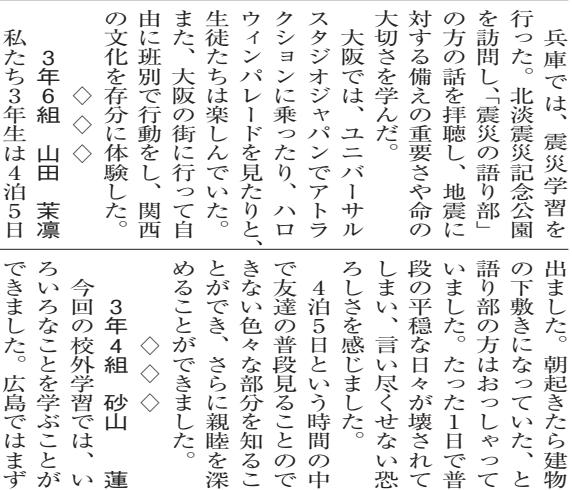 兵庫では、震災学習を
行った。北淡震災記念公園
を訪問し、「震災の語り部」
の方の話を拝聴し、地震に
対する備えの重要さや命の
大切さを学んだ。
大阪では、ユニバーサル
スタジオジャパンでアトラ
クションに乗ったり、ハロ
ウィンパレードを見たりと、
生徒たちは楽しんでいた。
また、大阪の街に行って自
由に班別で行動をし、関西
の文化を存分に体験した。
◇◇◇
3年6組 山田 茉凛
私たち3年生は4泊5日
出ました。朝起きたら建物
の下敷きになっていた、と
語り部の方はおっしゃって
いました。たった1日で普
段の平穏な日々が壊されて
しまい、言い尽くせない恐
ろしさを感じました。
4泊5日という時間の中
で友達の普段見ることので
きない色々な部分を知るこ
とができ、さらに親睦を深
めることができました。
◇◇◇
3年4組 砂山 蓮
今回の校外学習では、い
ろいろなことを学ぶことが
できました。広島ではまず